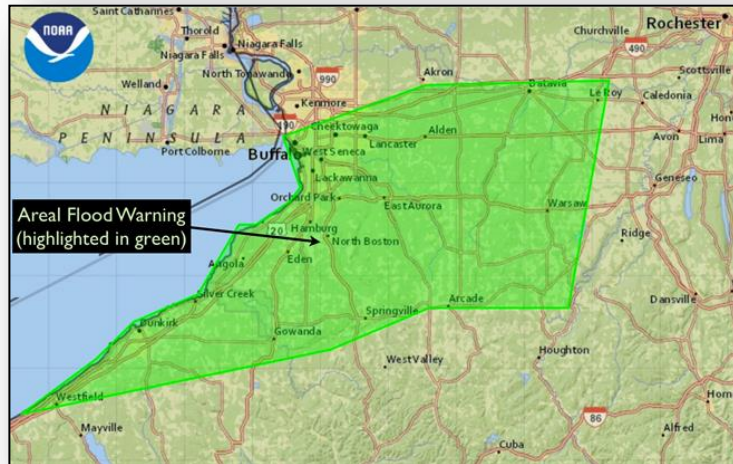 Saint Catharines
Thorold
Niagara Falls
Niagara Falls
Welland
North Tonawanda
990
Kenmore
NIAGARA
PENINSULA
Port Colborne
NOAA
Akron
Churchville
Rochester
490
Scottsville
Batavia
Le Roy
Caledonia
190
Cheektowaga
Buffalo
West Seneca
Lancaster
Alden
Avon
Lima
Lackawanna
Geneseo
Orchard Park
East Aurora
Warsaw
Areal Flood Warning
(highlighted in green)
20
Hamburg
North Boston
Ridge
Angola
Eden
Silver Creek
Dansville
Dunkirk
Springville
Arcade
Gowanda
West Valley
Houghton
Westfield
Mayville
86
Alfred
Cuba